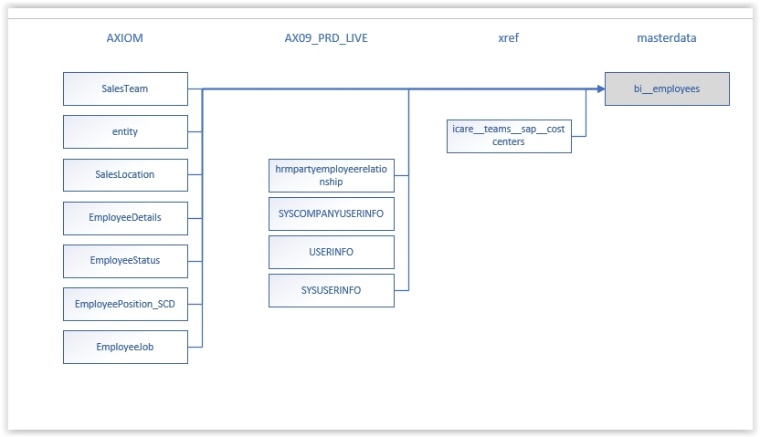 AXIOM
AX09_PRD_LIVE
xref
masterdata
SalesTeam
bi__employees
entity
icare__teams__sap__cost
centers
SalesLocation
hrmpartyemployeerelatio
nship
EmployeeDetails
SYSCOMPANYUSERINFO
EmployeeStatus
USERINFO
EmployeePosition_SCD
SYSUSERINFO
EmployeeJob